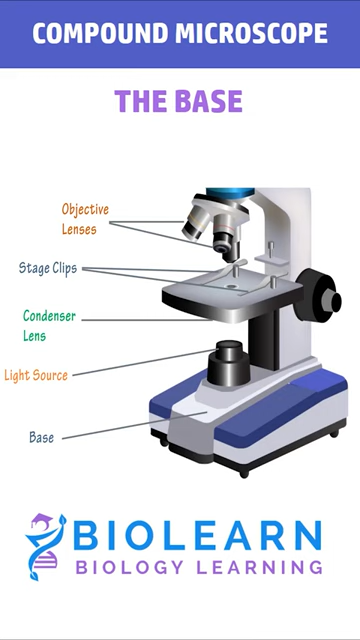 COMPOUND MICROSCOPE
THE BASE
Objective
Lenses
Stage Clips
Condenser
Lens
Light Source
Base
BIOLEARN
BIOLOGY LEARNING